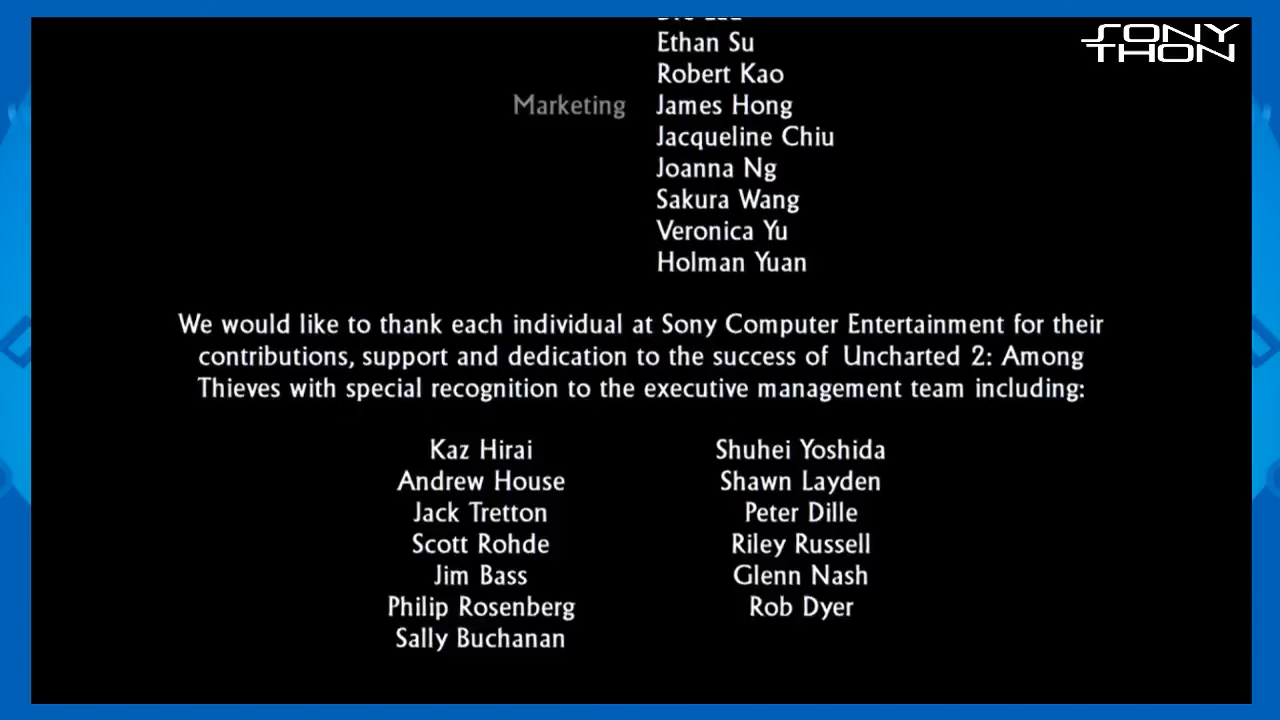 SONY
THON
Ethan Su
Robert Kao
Marketing James Hong
Jacqueline Chiu
Joanna Ng
Sakura Wang
Veronica Yu
Holman Yuan
We would like to thank each individual at Sony Computer Entertainment for their
contributions, support and dedication to the success of Uncharted 2: Among
Thieves with special recognition to the executive management team including:
Kaz Hirai Shuhei Yoshida
Andrew House Shawn Layden
Jack Tretton Peter Dille
Scott Rohde Riley Russell
Jim Bass Glenn Nash
Philip Rosenberg Rob Dyer
Sally Buchanan